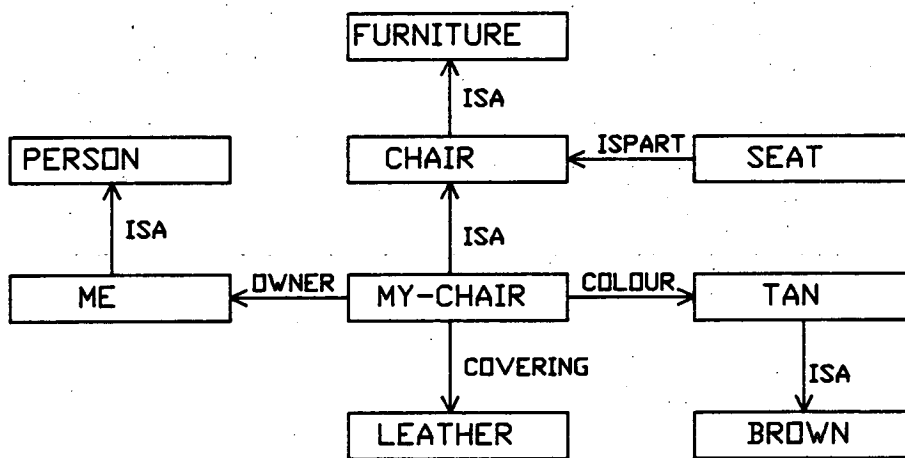 FURNITURE
ISA
PERSON
CHAIR
ISPART
SEAT
ISA
ISA
ME
OWNER
MY-CHAIR
COLOUR
TAN
COVERING
ISA
LEATHER
BROWN